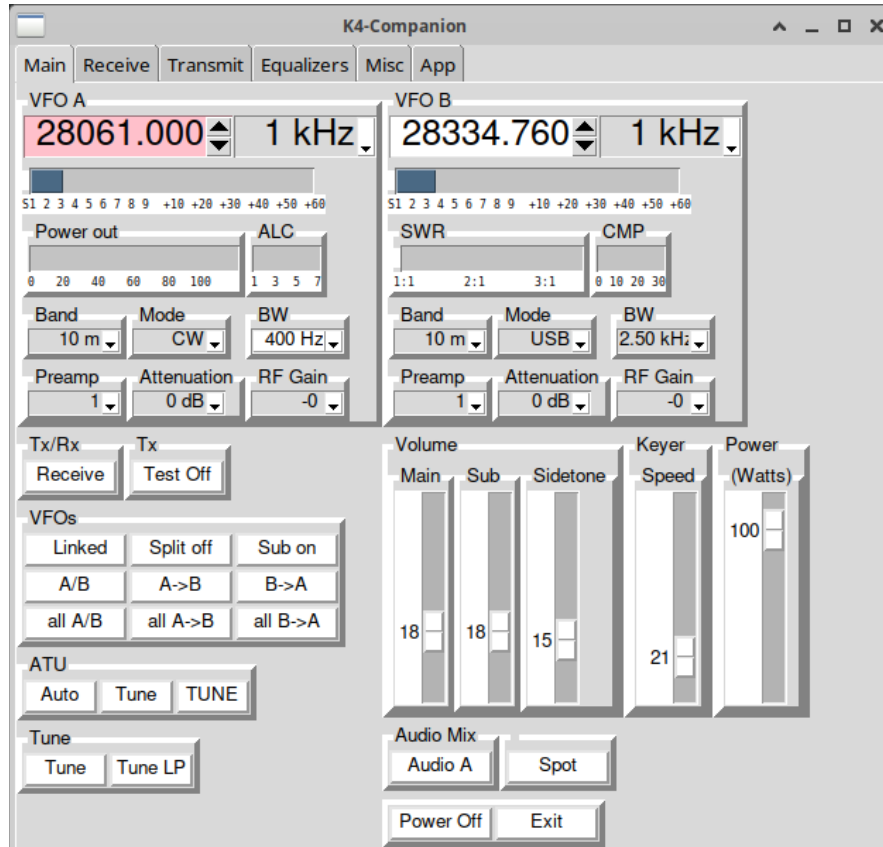 K4-Companion
Main Receive Transmit Equalizers Misc App
VFO A
28061.000 1 kHz
S1 2 3 4 5 6 7 8 9 +10 +20 +30 +40 +50 +60
Power out ALC
0 20 40 60 80 100 1 3 5 7
Band Mode BW
10 m CW 400 Hz
Preamp Attenuation RF Gain
1 0 dB -0
VFO B
28334.760 1 kHz
S1 2 3 4 5 6 7 8 9 +10 +20 +30 +40 +50 +60
SWR CMP
1:1 2:1 3:1 0 10 20 30
Band Mode BW
10 m USB 2.50 kHz
Preamp Attenuation RF Gain
1 0 dB -0
Tx/Rx Tx
Receive Test Off
VFOs
Linked Split off Sub on
A/B A->B B->A
all A/B all A->B all B->A
ATU
Auto Tune TUNE
Tune
Tune Tune LP
Volume Keyer Power
Main Sub Sidetone Speed (Watts)
100
18 18 15
21
Audio Mix
Audio A Spot
Power Off Exit